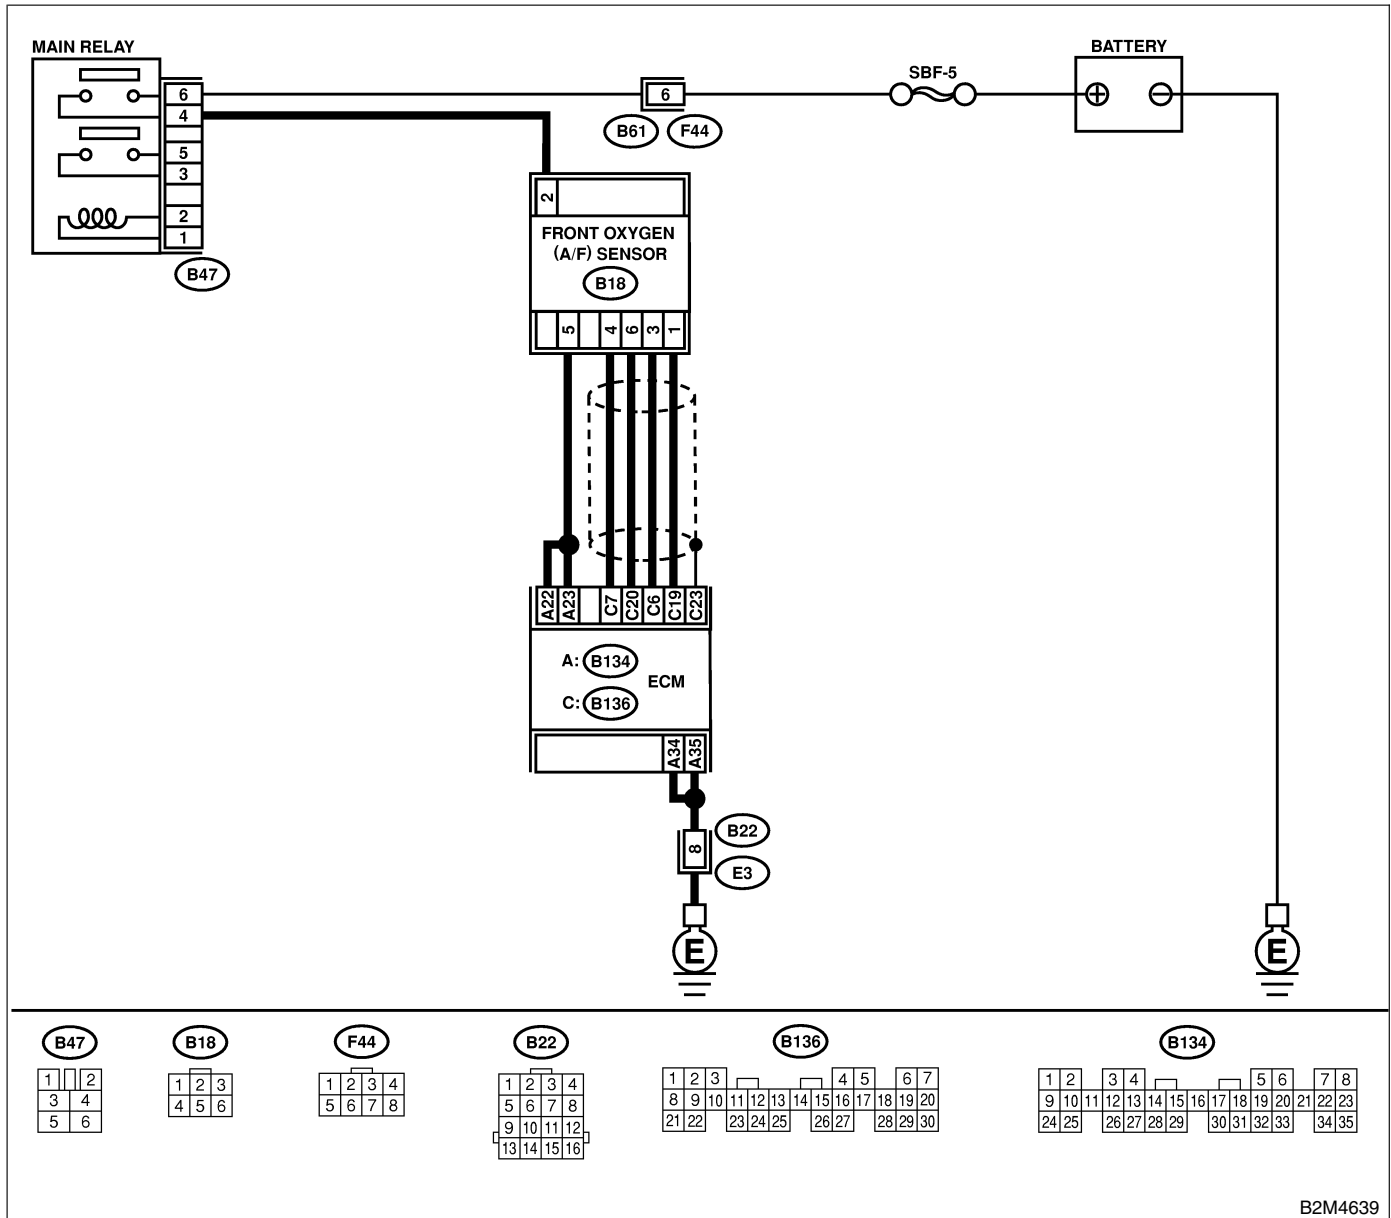 MAIN RELAY
BATTERY
SBF-5
6
4
5
3
2
1
B47
6
B61 F44
2
FRONT OXYGEN
(A/F) SENSOR
B18
5 4 6 3 1
A22 A23 C7 C20 C6 C19 C23
A: B134
ECM
C: B136
A34 A35
8
B22
E3
E E
B47 B18 F44 B22 B136 B134
1 2
3 4
5 6
1 2 3
4 5 6
1 2 3 4
5 6 7 8
1 2 3 4
5 6 7 8
9 10 11 12
13 14 15 16
1 2 3 4 5 6 7
8 9 10 11 12 13 14 15 16 17 18 19 20
21 22 23 24 25 26 27 28 29 30
1 2 3 4 5 6 7 8
9 10 11 12 13 14 15 16 17 18 19 20 21 22 23
24 25 26 27 28 29 30 31 32 33 34 35
B2M4639